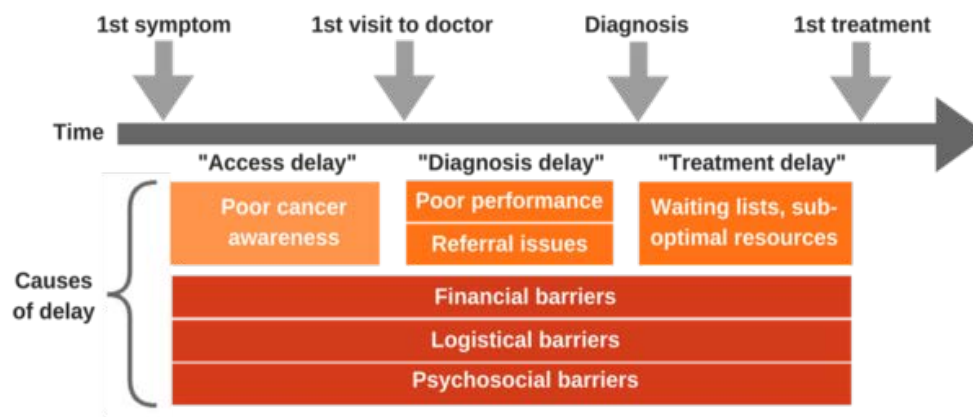 1st symptom
1st visit to doctor
Diagnosis
1st treatment
Time
"Access delay"
"Diagnosis delay"
"Treatment delay"
Poor cancer
awareness
Poor performance
Referral issues
Waiting lists, sub-
optimal resources
Causes
of delay
Financial barriers
Logistical barriers
Psychosocial barriers